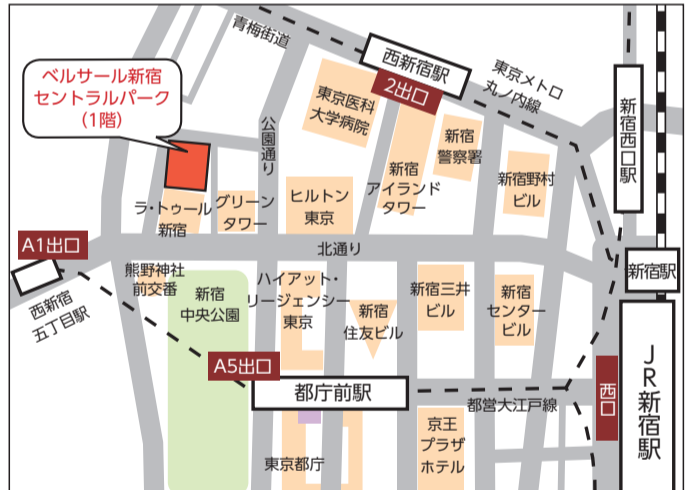 青梅街道
西新宿駅
2出口
東京メトロ
丸ノ内線
ベルサール新宿
セントラルパーク
(1階)
東京医科
大学病院
公園通り
新宿
警察署
新宿西口駅
新宿
アイランド
タワー
新宿野村
ビル
ラ・トゥール
新宿
グリーン
タワー
ヒルトン
東京
A1出口
北通り
新宿駅
西新宿
五丁目駅
熊野神社
前交番
新宿
中央公園
ハイアット・
リージェンシー
東京
新宿
住友ビル
新宿三井
ビル
新宿
センター
ビル
A5出口
都庁前駅
都営大江戸線
西口
JR新宿駅
東京都庁
京王
プラザ
ホテル